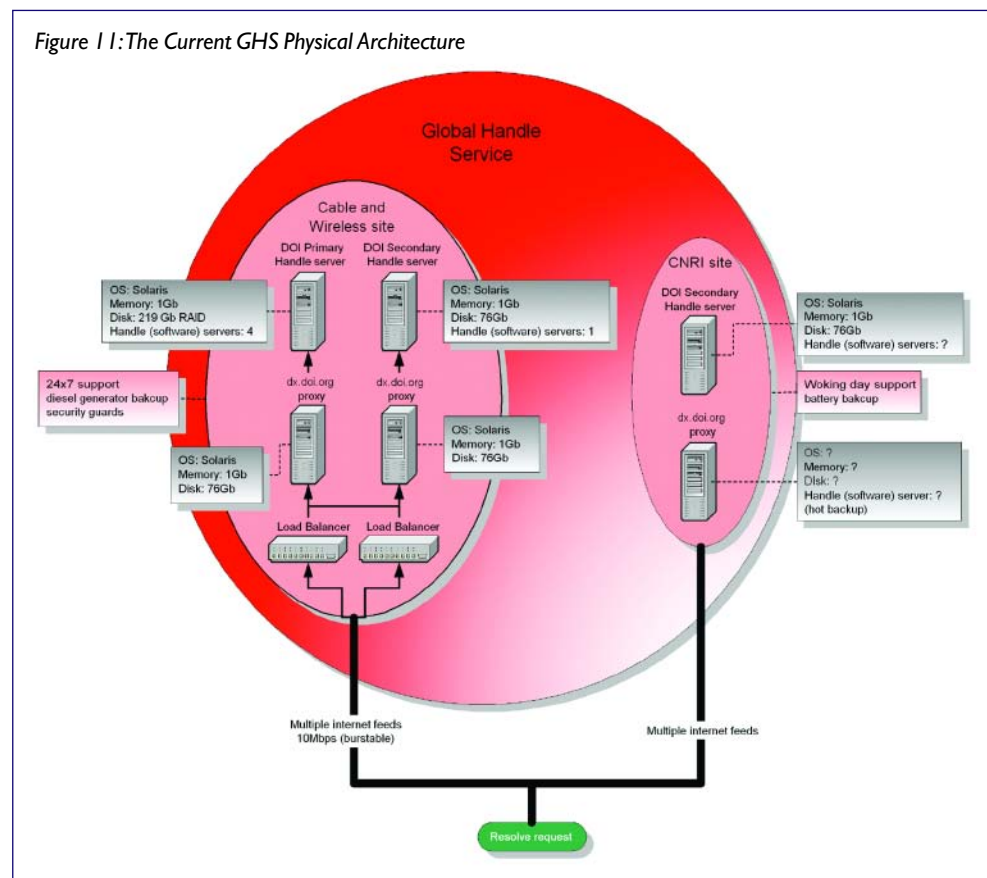 Figure 11: The Current GHS Physical Architecture
Global Handle
Service
Cable and
Wireless site
DOI Primary
Handle server
DOI Secondary
Handle server
OS: Solaris
Memory: 1Gb
Disk: 219 Gb RAID
Handle (software) servers: 4
OS: Solaris
Memory: 1Gb
Disk: 76Gb
Handle (software) servers: 1
24x7 support
diesel generator bakcup
security guards
dx.doi.org
proxy
dx.doi.org
proxy
OS: Solaris
Memory: 1Gb
Disk: 76Gb
OS: Solaris
Memory: 1Gb
Disk: 76Gb
Load Balancer
Load Balancer
CNRI site
DOI Secondary
Handle server
OS: Solaris
Memory: 1Gb
Disk: 76Gb
Handle (software) servers: ?
Woking day support
battery bakcup
dx.doi.org
proxy
OS: ?
Memory: ?
Disk: ?
Handle (software) server: ?
(hot backup)
Multiple internet feeds
10Mbps (burstable)
Multiple internet feeds
Resolve request